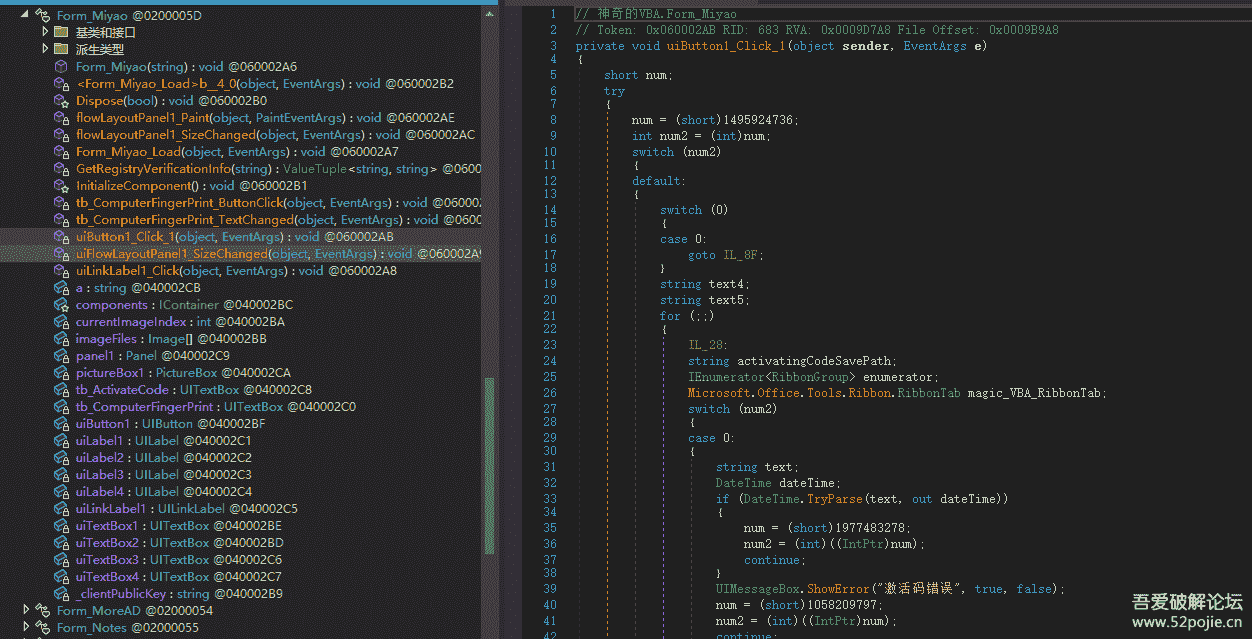 Form_Miyao @0200005D
基类和接口
派生类型
Form_Miyao(string) : void @060002A6
<Form_Miyao_Load>b__4_0(object, EventArgs) : void @060002B2
Dispose(bool) : void @060002B0
flowLayoutPanel1_Paint(object, PaintEventArgs) : void @060002AE
flowLayoutPanel1_SizeChanged(object, EventArgs) : void @060002AC
Form_Miyao_Load(object, EventArgs) : void @060002A7
GetRegistryVerificationInfo(string) : ValueTuple<string, string> @0600
InitializeComponent() : void @060002B1
tb_ComputerFingerPrint_ButtonClick(object, EventArgs) : void @06000
tb_ComputerFingerPrint_TextChanged(object, EventArgs) : void @0600
uiButton1_Click_1(object, EventArgs) : void @060002AB
uiFlowLayoutPanel1_SizeChanged(object, EventArgs) : void @060002A
uiLinkLabel1_Click(object, EventArgs) : void @060002A8
a : string @040002CB
components : IContainer @040002BC
currentImageIndex : int @040002BA
imageFiles : Image[] @040002BB
panel1 : Panel @040002C9
pictureBox1 : PictureBox @040002CA
tb_ActivateCode : UITextBox @040002C8
tb_ComputerFingerPrint : UITextBox @040002C0
uiButton1 : UIButton @040002BF
uiLabel1 : UILabel @040002C1
uiLabel2 : UILabel @040002C2
uiLabel3 : UILabel @040002C3
uiLabel4 : UILabel @040002C4
uiLinkLabel1 : UILinkLabel @040002C5
uiTextBox1 : UITextBox @040002BE
uiTextBox2 : UITextBox @040002BD
uiTextBox3 : UITextBox @040002C6
uiTextBox4 : UITextBox @040002C7
_clientPublicKey : string @040002B9
Form_MoreAD @02000054
Form_Notes @02000055
1 // 神奇的VBA.Form_Miyao
2 // Token: 0x060002AB RID: 683 RVA: 0x0009D7A8 File Offset: 0x0009B9A8
3 private void uiButton1_Click_1(object sender, EventArgs e)
4 {
5 short num;
6 try
7 {
8 num = (short)1495924736;
9 int num2 = (int)num;
10 switch (num2)
11 {
12 default:
13 {
14 switch (0)
15 {
16 case 0:
17 goto IL_8F;
18 }
19 string text4;
20 string text5;
21 for (;;)
22 {
23 IL_28:
24 string activatingCodeSavePath;
25 IEnumerator<RibbonGroup> enumerator;
26 Microsoft.Office.Tools.Ribbon.RibbonTab magic_VBA_RibbonTab;
27 switch (num2)
28 {
29 case 0:
30 {
31 string text;
32 DateTime dateTime;
33 if (DateTime.TryParse(text, out dateTime))
34 {
35 num = (short)1977483278;
36 num2 = (int)((IntPtr)num);
37 continue;
38 }
39 UIMessageBox.ShowError("激活码错误", true, false);
40 num = (short)1058209797;
41 num2 = (int)((IntPtr)num);
42 continue;
吾爱破解论坛
www.52pojie.cn